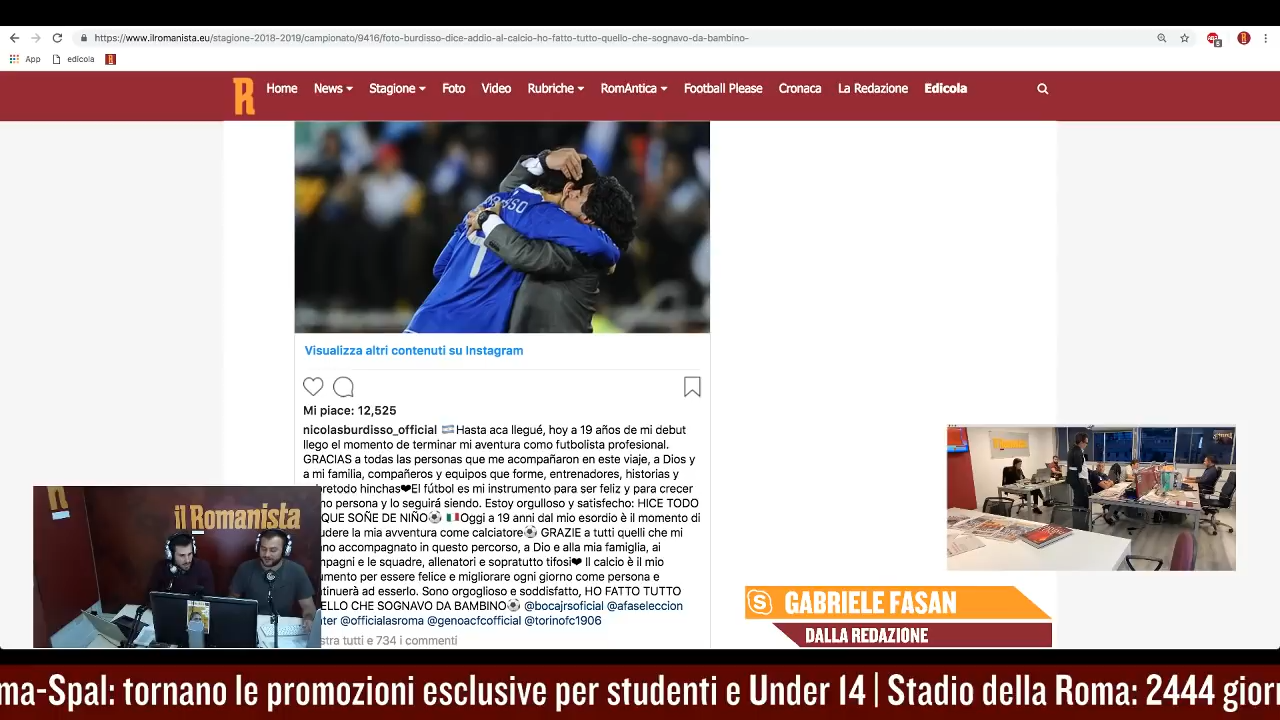 https://www.ilromanista.eu/stagione-2018-2019/campionato/9416/foto-burdisso-dice-addio-al-calcio-ho-fatto-tutto-quello-che-sognavo-da-bambino-
App edicola
R Home News Stagione Foto Video Rubriche RomAntica Football Please Cronaca La Redazione Edicola
Visualizza altri contenuti su Instagram
Mi piace: 12,525
nicolasburdisso_official 🇦🇷Hasta aca llegué, hoy a 19 años de mi debut
llego el momento de terminar mi aventura como futbolista profesional.
GRACIAS a todas las personas que me acompañaron en este viaje, a Dios y
a mi familia, compañeros y equipos que forme, entrenadores, historias y
bretodo hinchas❤El fútbol es mi instrumento para ser feliz y para crecer
no persona y lo seguirá siendo. Estoy orgulloso y satisfecho: HICE TODO
QUE SOÑE DE NIÑO⚽ 🇮🇹Oggi a 19 anni dal mio esordio è il momento di
udere la mia avventura come calciatore⚽ GRAZIE a tutti quelli che mi
nno accompagnato in questo percorso, a Dio e alla mia famiglia, ai
mpagni e le squadre, allenatori e sopratutto tifosi❤ Il calcio è il mio
umento per essere felice e migliorare ogni giorno come persona e
tinuerà ad esserlo. Sono orgoglioso e soddisfatto, HO FATTO TUTTO
ELLO CHE SOGNAVO DA BAMBINO⚽ @bocajrsoficial @afaseleccion
ter @officialasroma @genoacfcofficial @torinofc1906
stra tutti e 734 i commenti
il Romanista
GABRIELE FASAN
DALLA REDAZIONE
ma-Spal: tornano le promozioni esclusive per studenti e Under 14 | Stadio della Roma: 2444 gior